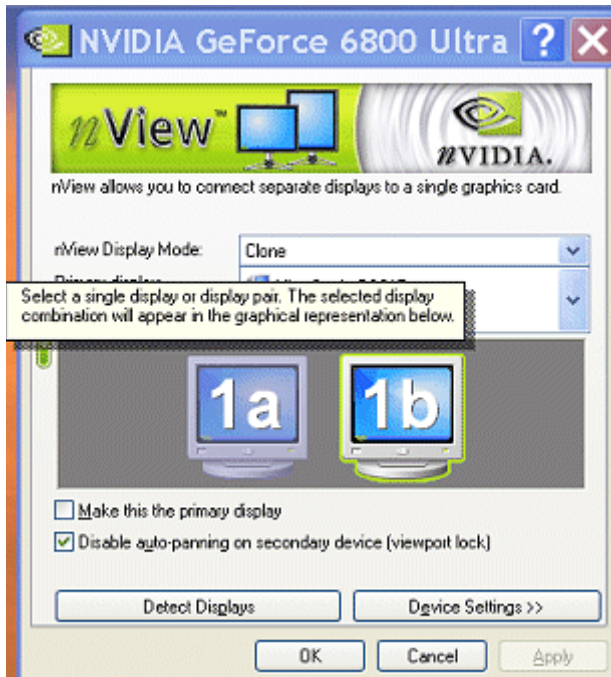 NVIDIA GeForce 6800 Ultra ? X
nView™
nVIDIA.
nView allows you to connect separate displays to a single graphics card.
nView Display Mode: Clone
Select a single display or display pair. The selected display
combination will appear in the graphical representation below.
1a 1b
Make this the primary display
Disable auto-panning on secondary device (viewport lock)
Detect Displays Device Settings >>
OK Cancel Apply